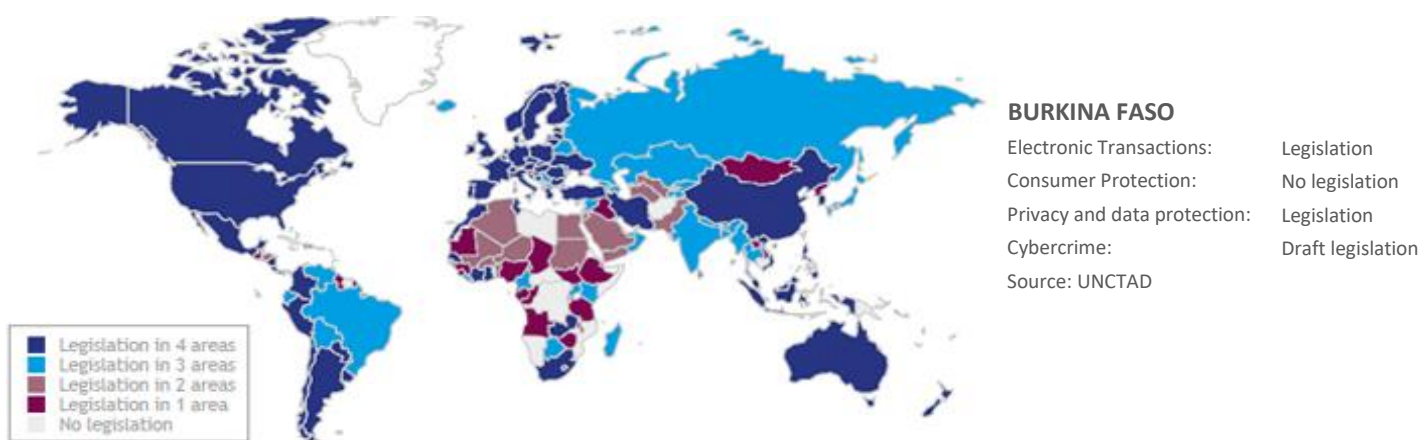 BURKINA FASO
Electronic Transactions: Legislation
Consumer Protection: No legislation
Privacy and data protection: Legislation
Cybercrime: Draft legislation
Source: UNCTAD
Legislation in 4 areas
Legislation in 3 areas
Legislation in 2 areas
Legislation in 1 area
No legislation